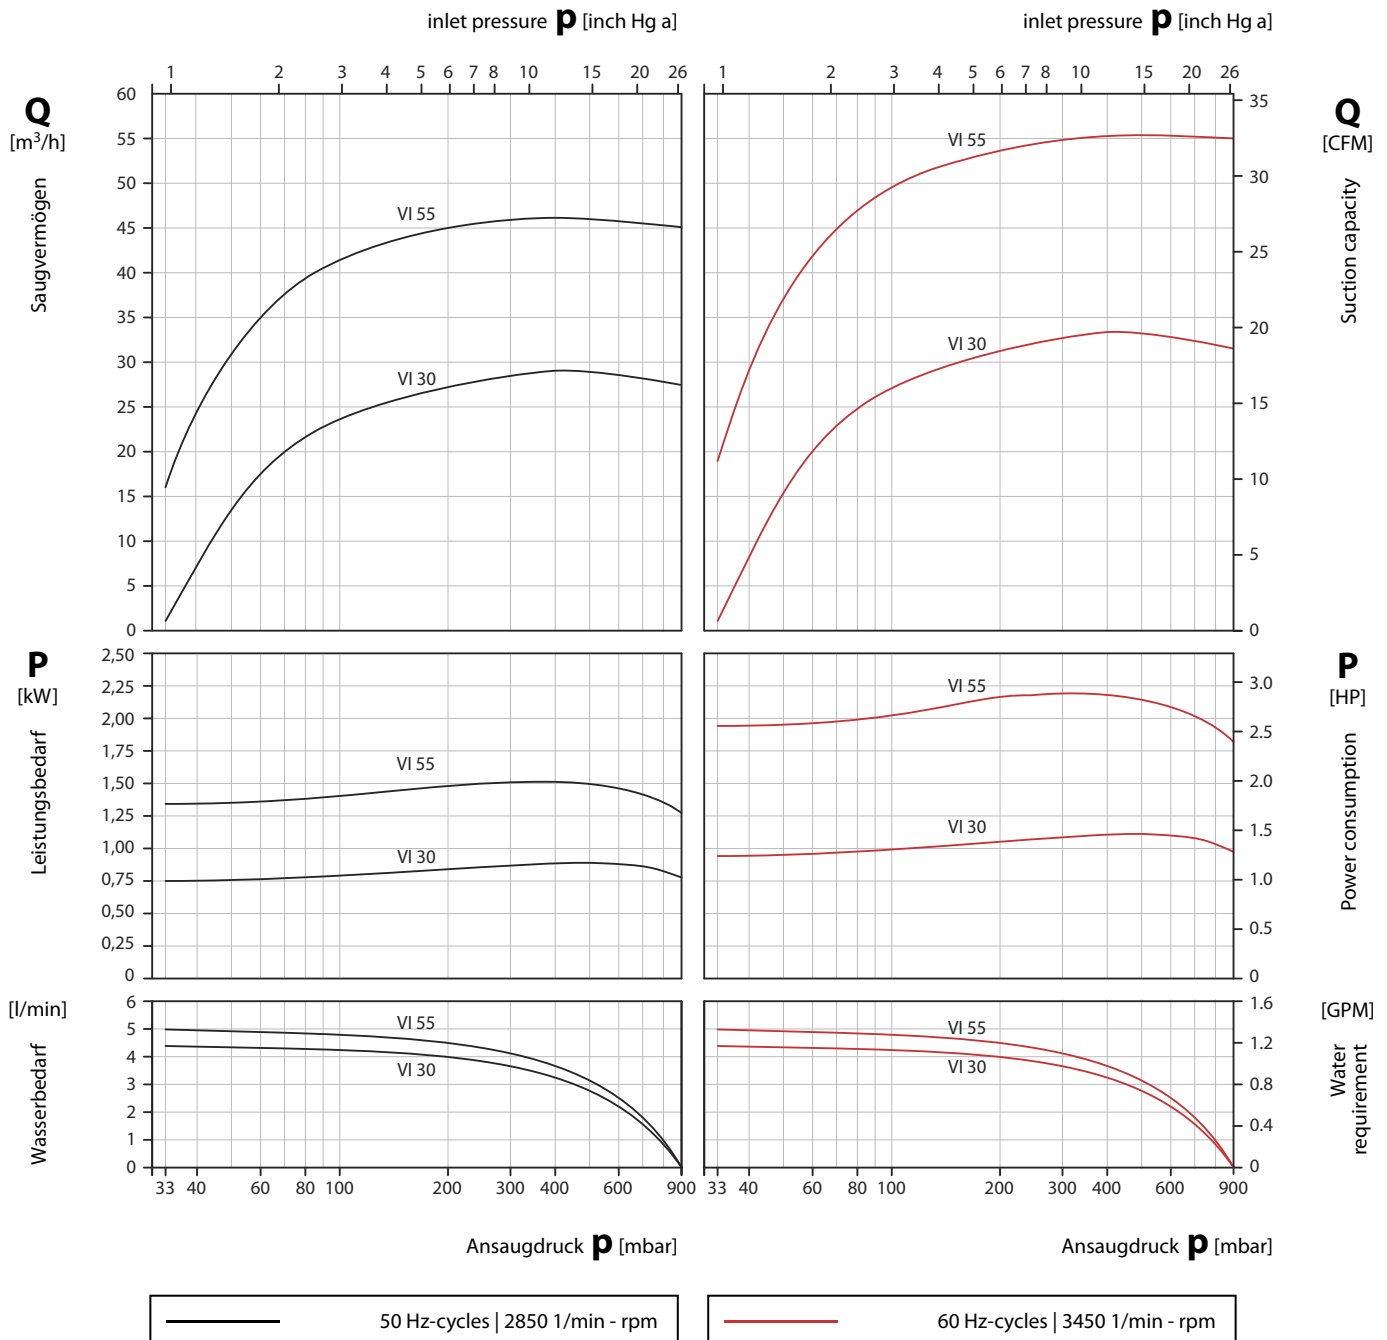 inlet pressure p [inch Hg a]
inlet pressure p [inch Hg a]
1 2 3 4 5 6 7 8 10 15 20 26
1 2 3 4 5 6 7 8 10 15 20 26
Q
[m³/h]
Saugvermögen
60
55
50
45
40
35
30
25
20
15
10
5
0
VI 55
VI 30
VI 55
VI 30
35
30
25
20
15
10
5
0
Q
[CFM]
Suction capacity
P
[kW]
Leistungsbedarf
2,50
2,25
2,00
1,75
1,50
1,25
1,00
0,75
0,50
0,25
0
VI 55
VI 30
VI 55
VI 30
3.0
2.5
2.0
1.5
1.0
0.5
0
P
[HP]
Power consumption
[l/min]
Wasserbedarf
6
5
4
3
2
1
0
VI 55
VI 30
VI 55
VI 30
1.6
1.2
0.8
0.4
0
[GPM]
Water
requirement
33 40 60 80 100 200 300 400 600 900
33 40 60 80 100 200 300 400 600 900
Ansaugdruck p [mbar]
Ansaugdruck p [mbar]
50 Hz-cycles | 2850 1/min - rpm
60 Hz-cycles | 3450 1/min - rpm